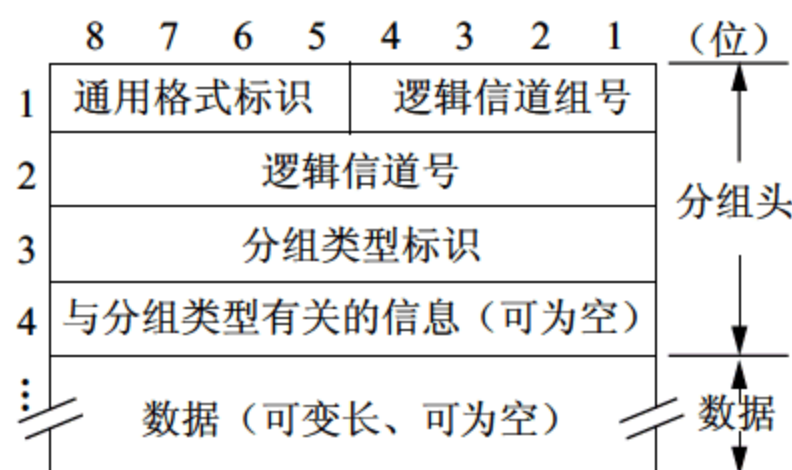 8 7 6 5 4 3 2 1 （位）
1 通用格式标识 逻辑信道组号
2 逻辑信道号
分组头
3 分组类型标识
4 与分组类型有关的信息（可为空）
⋮ 数据（可变长、可为空） 数据